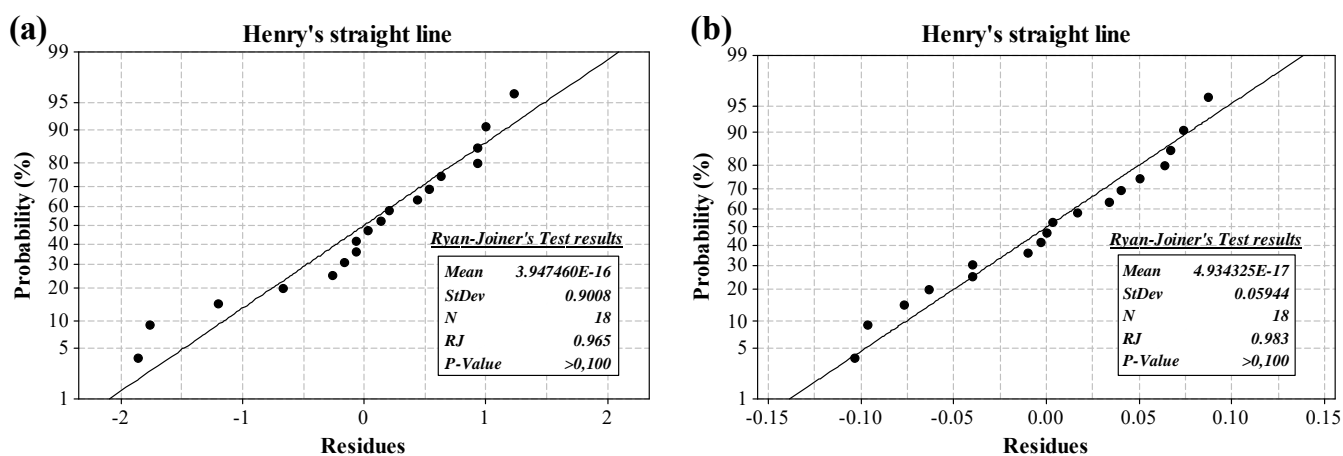 (a)
Henry's straight line
99
95
90
80
70
60
50
40
30
20
10
5
1
Probability (%)
Ryan-Joiner's Test results
Mean 3.947460E-16
StDev 0.9008
N 18
RJ 0.965
P-Value >0,100
-2 -1 0 1 2
Residues
(b)
Henry's straight line
99
95
90
80
70
60
50
40
30
20
10
5
1
Probability (%)
Ryan-Joiner's Test results
Mean 4.934325E-17
StDev 0.05944
N 18
RJ 0.983
P-Value >0,100
-0.15 -0.10 -0.05 0.00 0.05 0.10 0.15
Residues